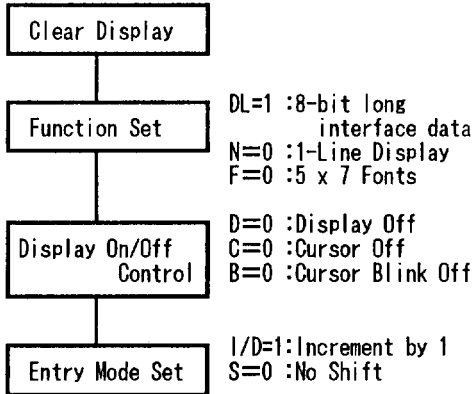 Clear Display
Function Set
DL=1 :8-bit long
interface data
N=0 :1-Line Display
F=0 :5 x 7 Fonts
Display On/Off
Control
D=0 :Display Off
C=0 :Cursor Off
B=0 :Cursor Blink Off
Entry Mode Set
I/D=1:Increment by 1
S=0 :No Shift